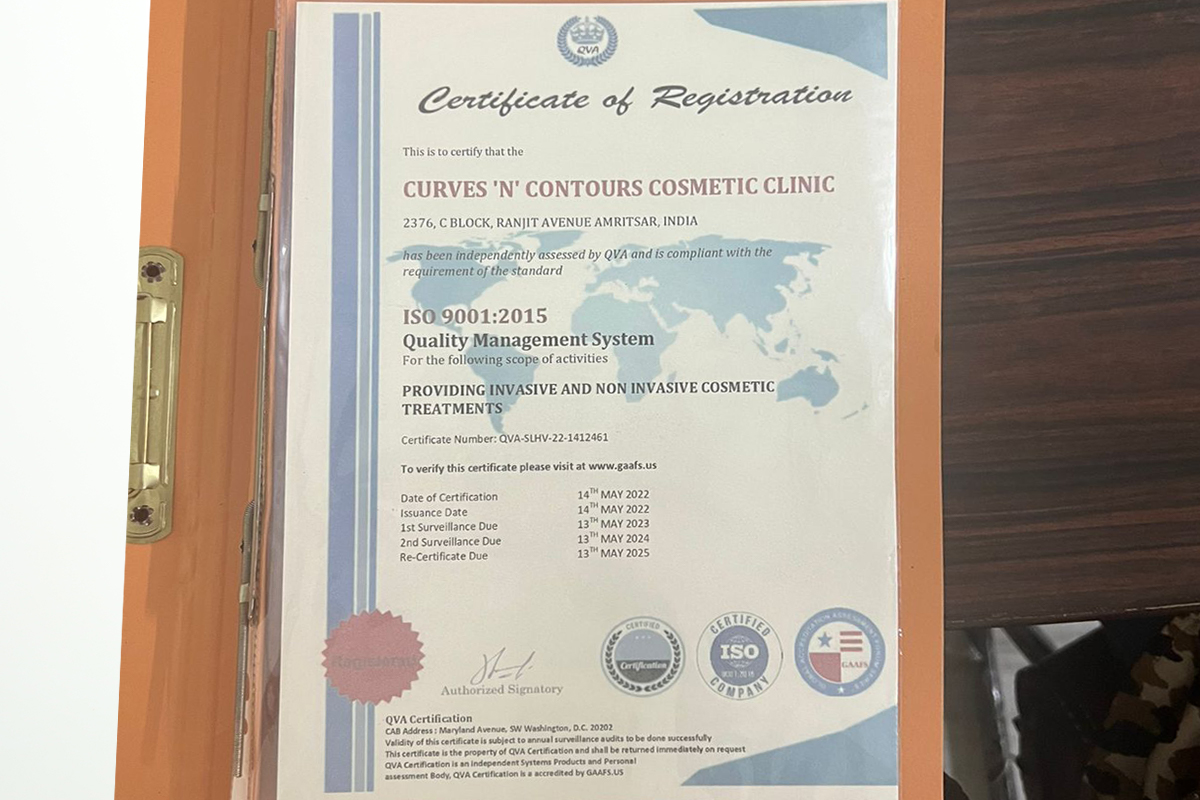 QVA
Certificate of Registration
This is to certify that the
CURVES 'N' CONTOURS COSMETIC CLINIC
2376, C BLOCK, RANJIT AVENUE AMRITSAR, INDIA
has been independently assessed by QVA and is compliant with the
requirement of the standard
ISO 9001:2015
Quality Management System
For the following scope of activities
PROVIDING INVASIVE AND NON INVASIVE COSMETIC
TREATMENTS
Certificate Number: QVA-SLHV-22-1412461
To verify this certificate please visit at www.gaafs.us
Date of Certification 14TH MAY 2022
Issuance Date 14TH MAY 2022
1st Surveillance Due 13TH MAY 2023
2nd Surveillance Due 13TH MAY 2024
Re-Certificate Due 13TH MAY 2025
Registered
Authorized Signatory
CERTIFIED
Certification
CERTIFIED
ISO
9001:2015
COMPANY
GLOBAL ACCREDITATION ASSESSMENT FORUM
GAAFS
QVA Certification
CAB Address : Maryland Avenue, SW Washington, D.C. 20202
Validity of this certificate is subject to annual surveillance audits to be done successfully
This certificate is the property of QVA Certification and shall be returned immediately on request
QVA Certification is an Independent Systems Products and Personal
assessment Body, QVA Certification is a accredited by GAAFS.US